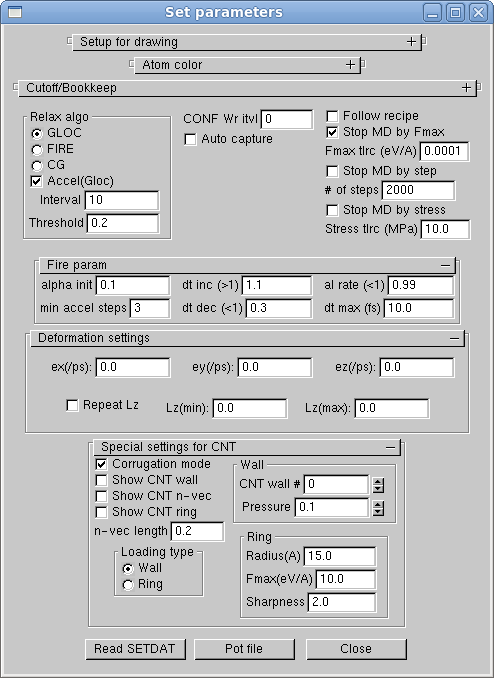 Set parameters
Setup for drawing +
Atom color +
Cutoff/Bookkeep +
Relax algo
GLOC
FIRE
CG
Accel(Gloc)
Interval 10
Threshold 0.2
CONF Wr itvl 0
Auto capture
Follow recipe
Stop MD by Fmax
Fmax tlrc (eV/A) 0.0001
Stop MD by step
# of steps 2000
Stop MD by stress
Stress tlrc (MPa) 10.0
Fire param −
alpha init 0.1 dt inc (>1) 1.1 al rate (<1) 0.99
min accel steps 3 dt dec (<1) 0.3 dt max (fs) 10.0
Deformation settings −
ex(/ps): 0.0 ey(/ps): 0.0 ez(/ps): 0.0
Repeat Lz Lz(min): 0.0 Lz(max): 0.0
Special settings for CNT −
Corrugation mode
Show CNT wall
Show CNT n-vec
Show CNT ring
n-vec length 0.2
Loading type
Wall
Ring
Wall
CNT wall # 0
Pressure 0.1
Ring
Radius(A) 15.0
Fmax(eV/A) 10.0
Sharpness 2.0
Read SETDAT Pot file Close